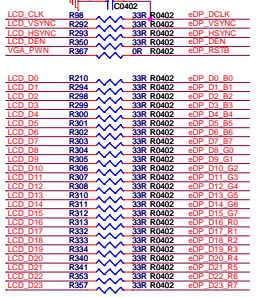 C0402
LCD_CLK R98 33R R0402 eDP_DCLK
LCD_VSYNC R292 33R R0402 eDP_VSYNC
LCD_HSYNC R293 33R R0402 eDP_HSYNC
LCD_DEN R350 33R R0402 eDP_DEN
VGA_PWN R367 0R R0402 eDP_RSTB
LCD_D0 R210 33R R0402 eDP_D0_B0
LCD_D1 R294 33R R0402 eDP_D1_B1
LCD_D2 R298 33R R0402 eDP_D2_B2
LCD_D3 R299 33R R0402 eDP_D3_B3
LCD_D4 R300 33R R0402 eDP_D4_B4
LCD_D5 R301 33R R0402 eDP_D5_B5
LCD_D6 R302 33R R0402 eDP_D6_B6
LCD_D7 R303 33R R0402 eDP_D7_B7
LCD_D8 R304 33R R0402 eDP_D8_G0
LCD_D9 R305 33R R0402 eDP_D9_G1
LCD_D10 R306 33R R0402 eDP_D10_G2
LCD_D11 R307 33R R0402 eDP_D11_G3
LCD_D12 R308 33R R0402 eDP_D12_G4
LCD_D13 R310 33R R0402 eDP_D13_G5
LCD_D14 R311 33R R0402 eDP_D14_G6
LCD_D15 R312 33R R0402 eDP_D15_G7
LCD_D16 R313 33R R0402 eDP_D16_R0
LCD_D17 R332 33R R0402 eDP_D17_R1
LCD_D18 R333 33R R0402 eDP_D18_R2
LCD_D19 R334 33R R0402 eDP_D19_R3
LCD_D20 R340 33R R0402 eDP_D20_R4
LCD_D21 R341 33R R0402 eDP_D21_R5
LCD_D22 R353 33R R0402 eDP_D22_R6
LCD_D23 R357 33R R0402 eDP_D23_R7